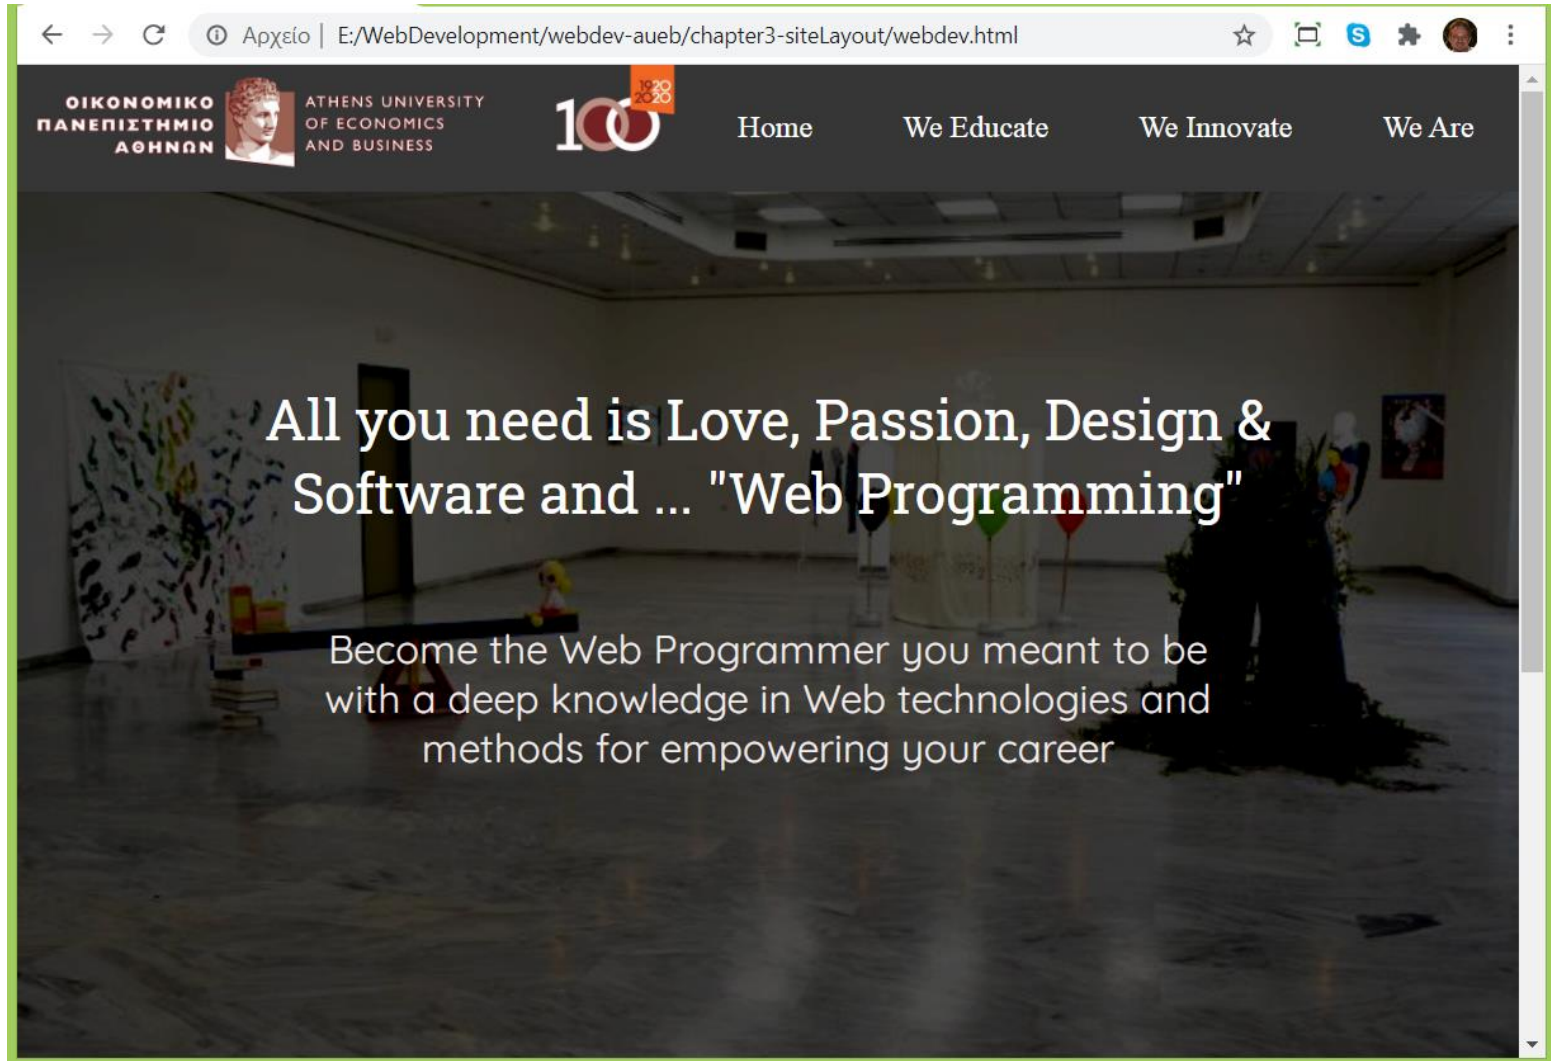 Αρχείο | E:/WebDevelopment/webdev-aueb/chapter3-siteLayout/webdev.html
ΟΙΚΟΝΟΜΙΚΟ
ΠΑΝΕΠΙΣΤΗΜΙΟ
ΑΘΗΝΩΝ
ATHENS UNIVERSITY
OF ECONOMICS
AND BUSINESS
100
1920
2020
Home
We Educate
We Innovate
We Are
All you need is Love, Passion, Design &
Software and ... "Web Programming"
Become the Web Programmer you meant to be
with a deep knowledge in Web technologies and
methods for empowering your career